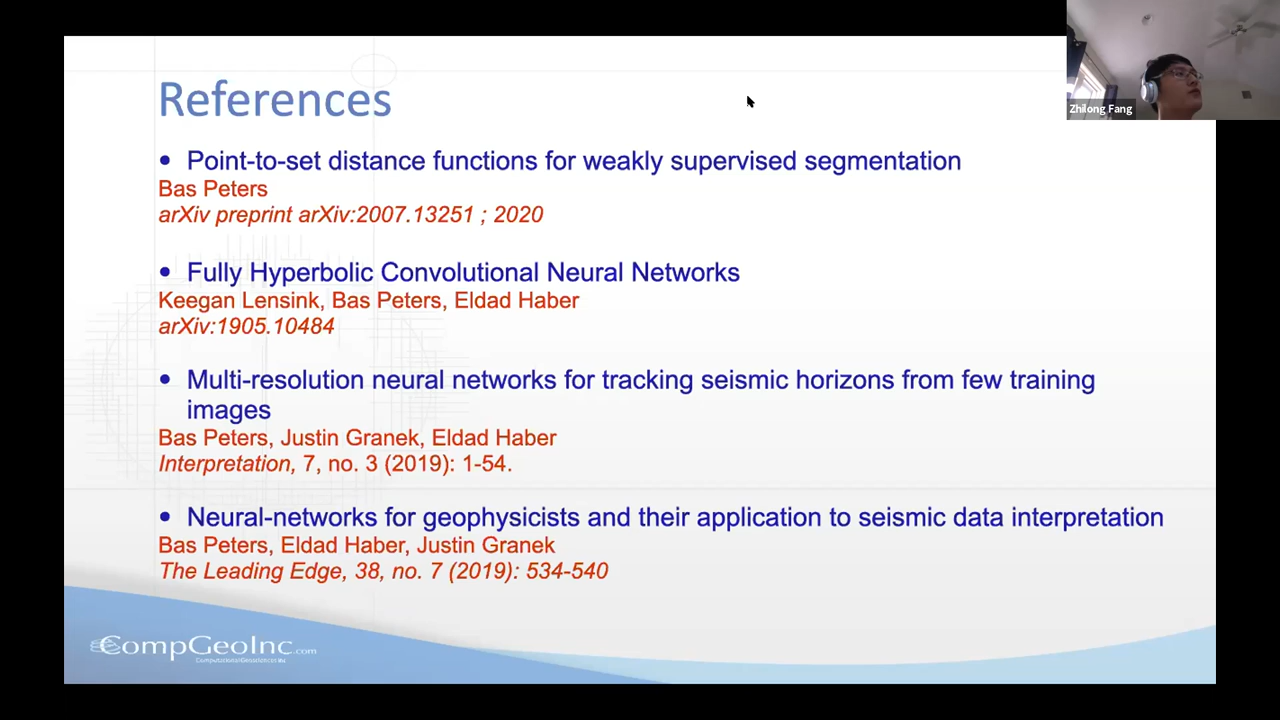 References
Zhilong Fang
• Point-to-set distance functions for weakly supervised segmentation
Bas Peters
arXiv preprint arXiv:2007.13251 ; 2020
• Fully Hyperbolic Convolutional Neural Networks
Keegan Lensink, Bas Peters, Eldad Haber
arXiv:1905.10484
• Multi-resolution neural networks for tracking seismic horizons from few training
images
Bas Peters, Justin Granek, Eldad Haber
Interpretation, 7, no. 3 (2019): 1-54.
• Neural-networks for geophysicists and their application to seismic data interpretation
Bas Peters, Eldad Haber, Justin Granek
The Leading Edge, 38, no. 7 (2019): 534-540
CompGeoInc.com
Computational Geosciences Inc